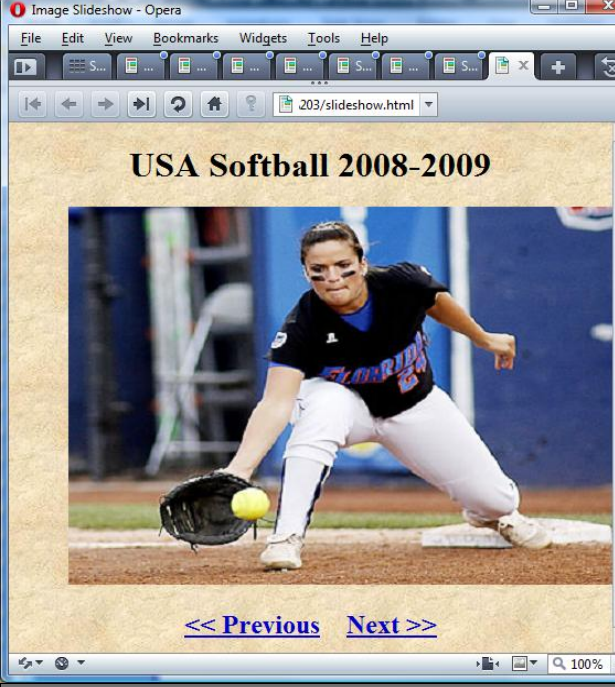 Image Slideshow - Opera
File Edit View Bookmarks Widgets Tools Help
S... ... ... ... ... S... ... S...
203/slideshow.html
USA Softball 2008-2009
FLORIDA
<< Previous Next >>
100%